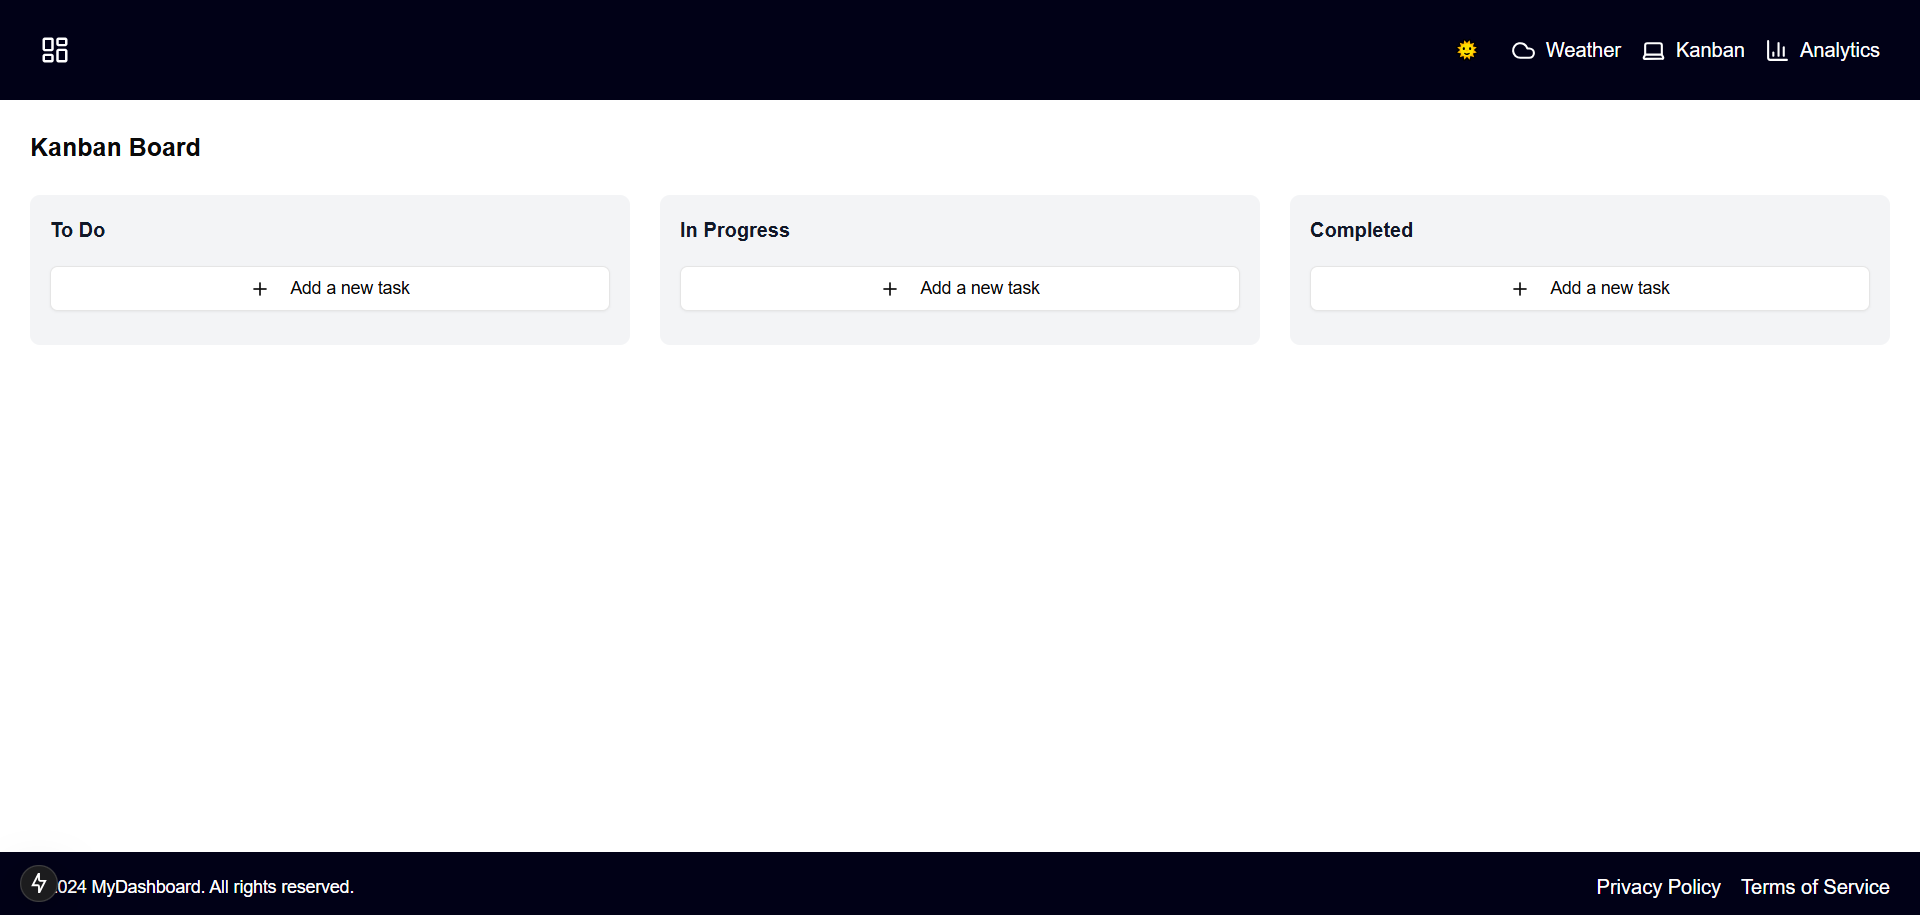 Weather
Kanban
Analytics
Kanban Board
To Do
In Progress
Completed
Add a new task
Add a new task
Add a new task
024 MyDashboard. All rights reserved.
Privacy Policy
Terms of Service